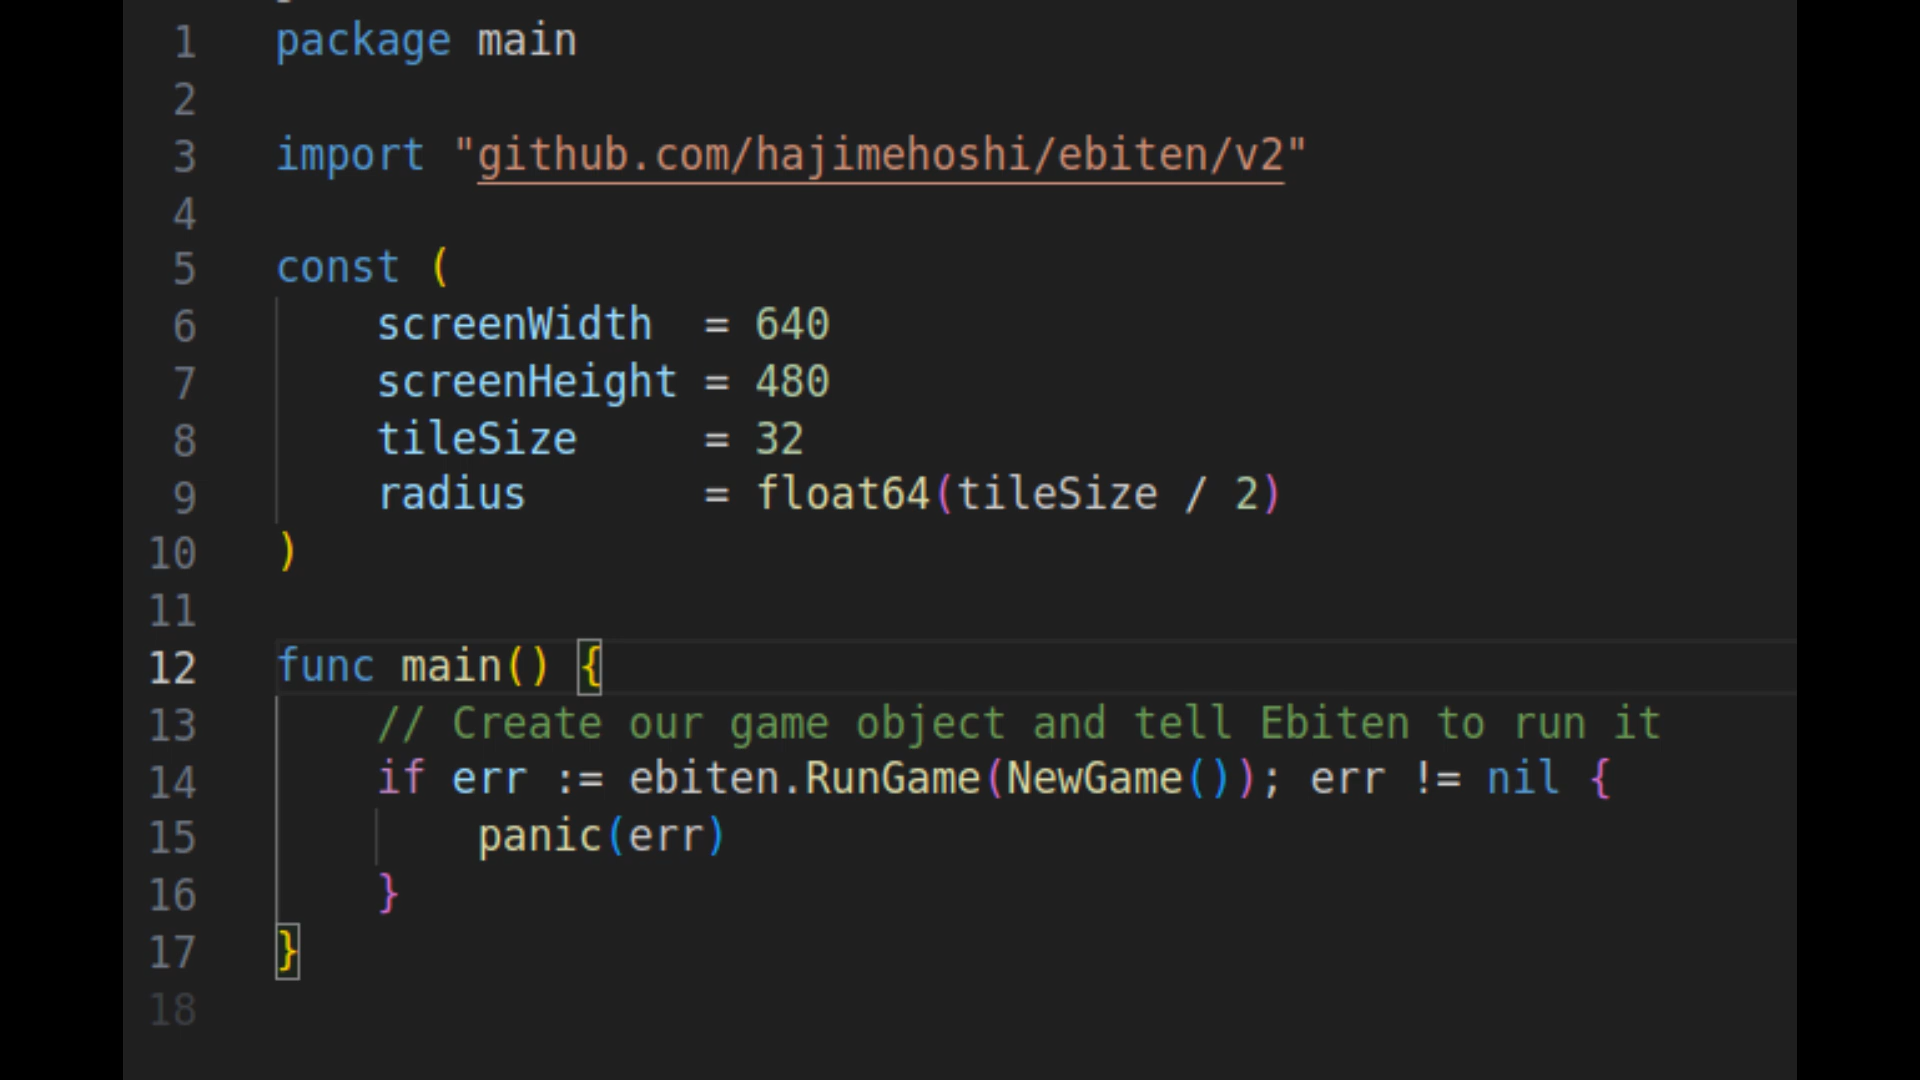 1 package main
2
3 import "github.com/hajimehoshi/ebiten/v2"
4
5 const (
6     screenWidth  = 640
7     screenHeight = 480
8     tileSize     = 32
9     radius       = float64(tileSize / 2)
10 )
11
12 func main() {
13     // Create our game object and tell Ebiten to run it
14     if err := ebiten.RunGame(NewGame()); err != nil {
15         panic(err)
16     }
17 }
18